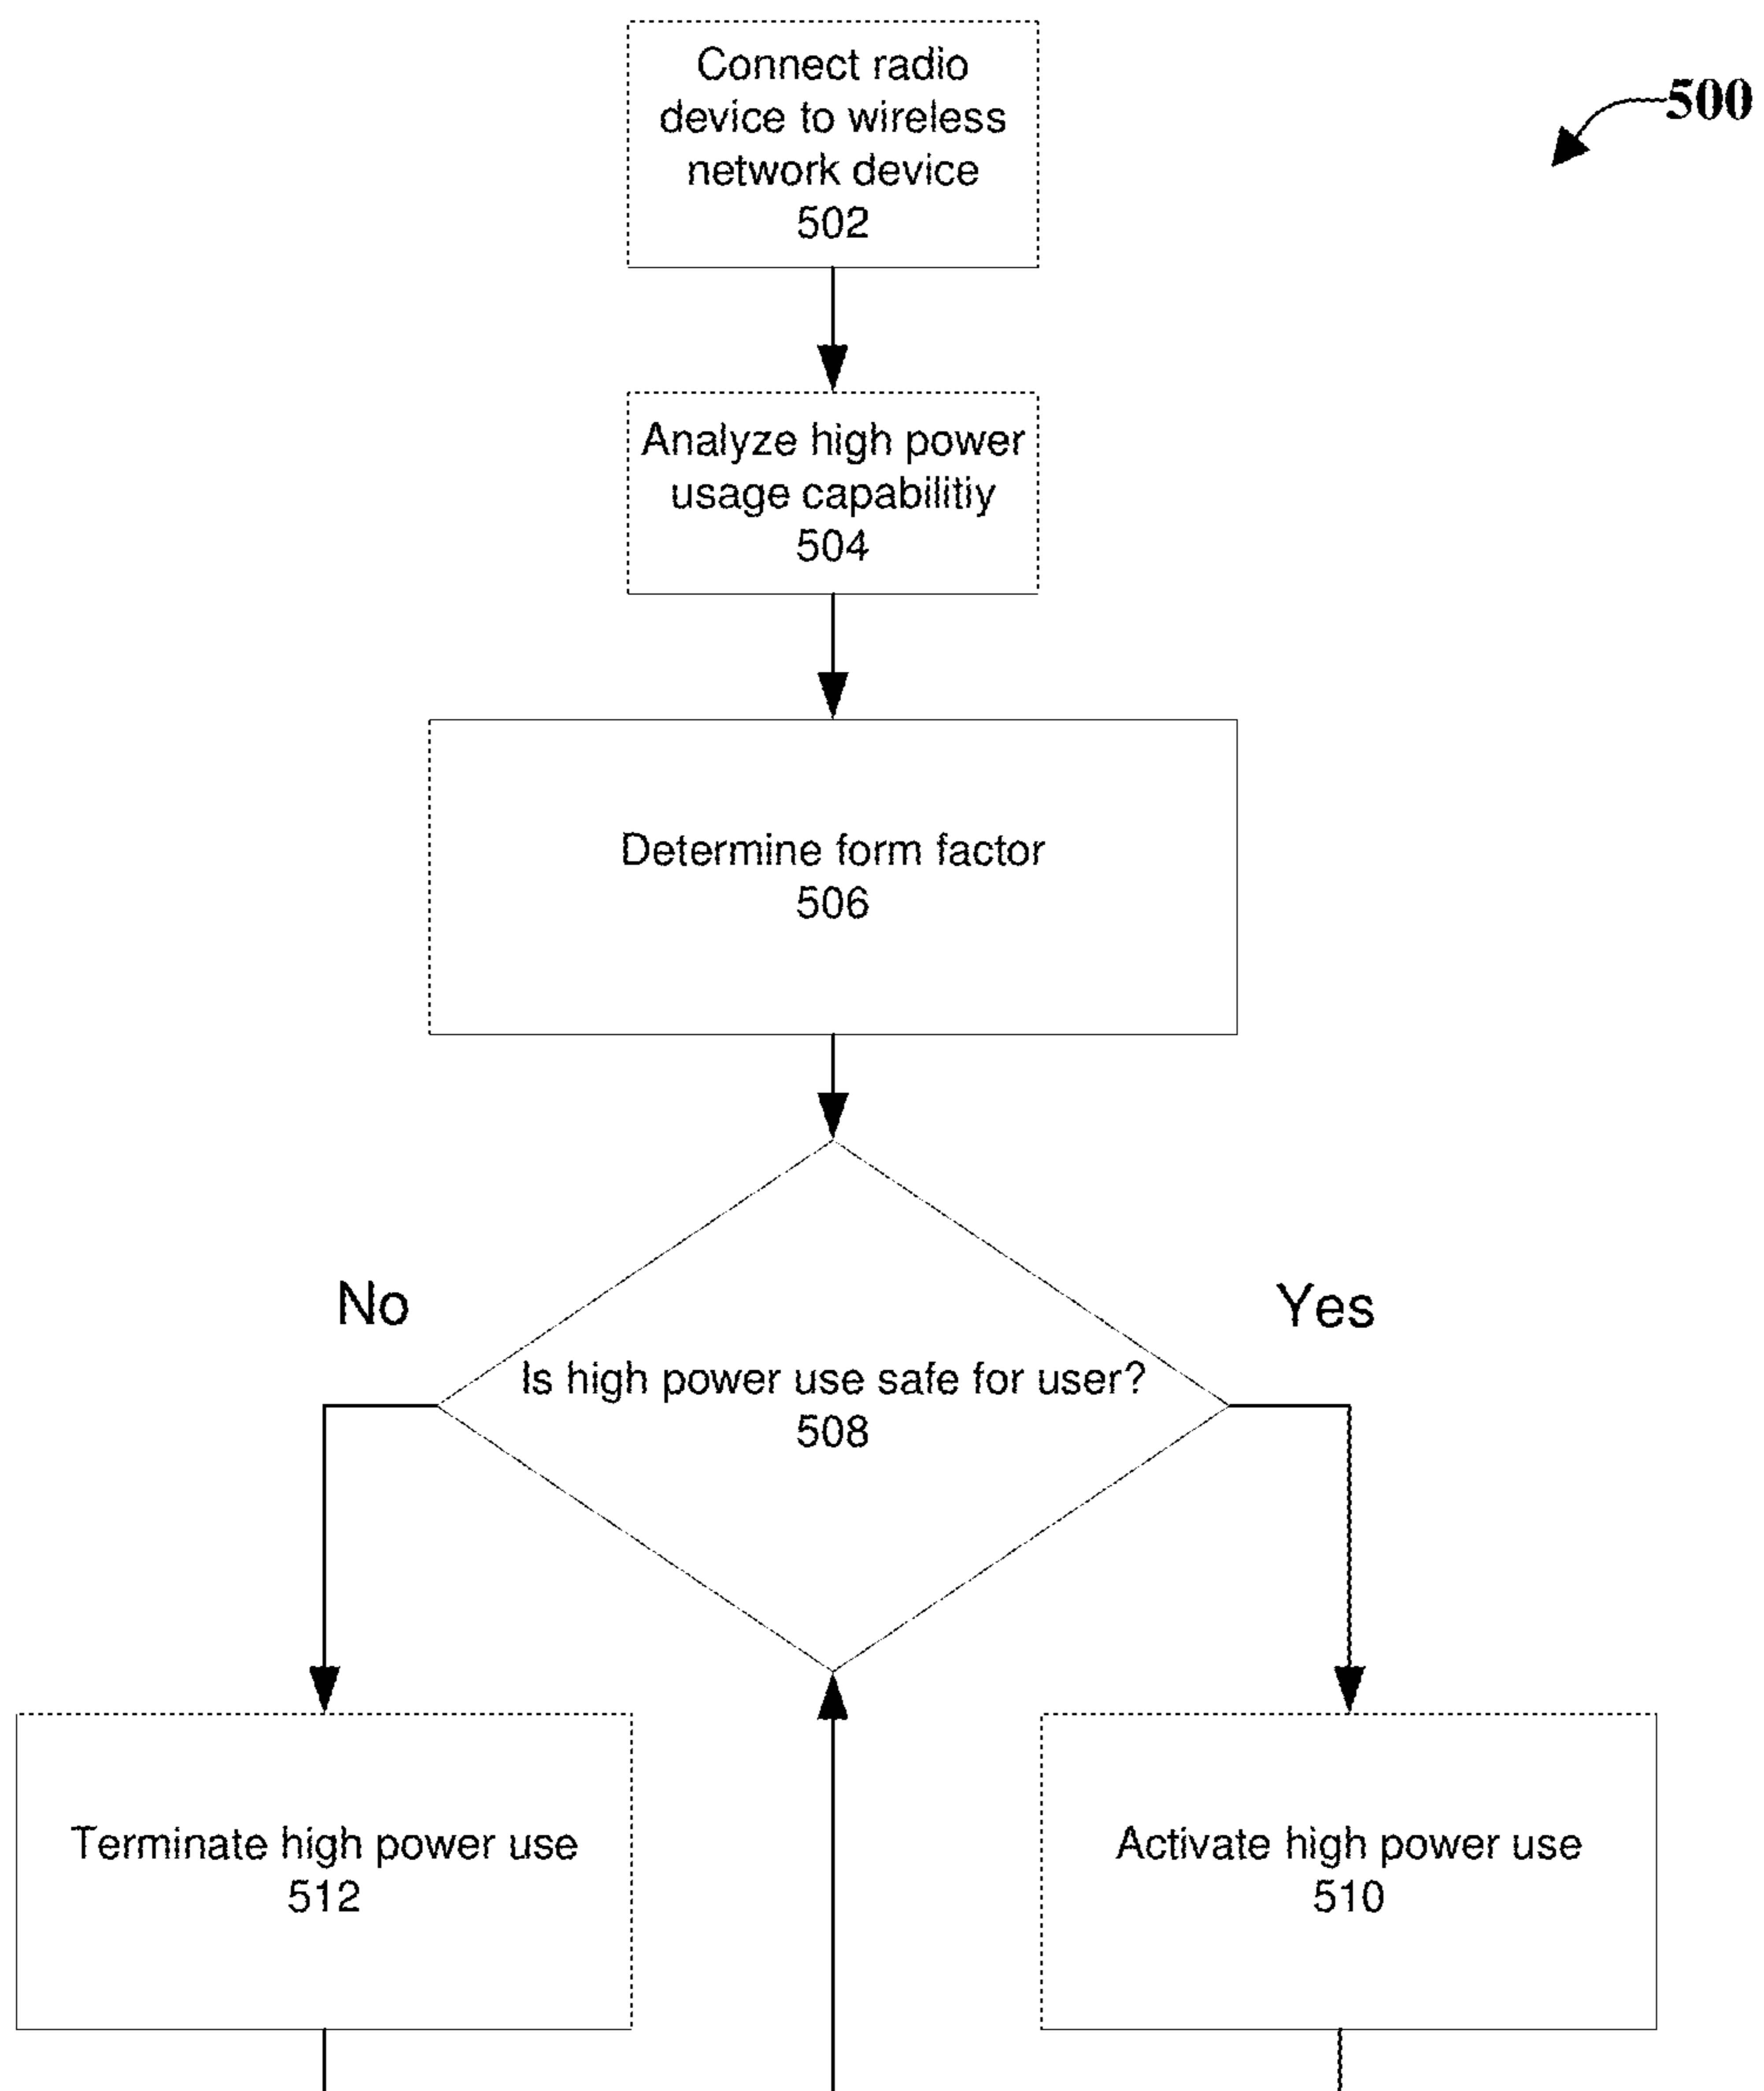 Connect radio
device to wireless
network device
502
500
Analyze high power
usage capabilitiy
504
Determine form factor
506
No
Yes
Is high power use safe for user?
508
Terminate high power use
512
Activate high power use
510